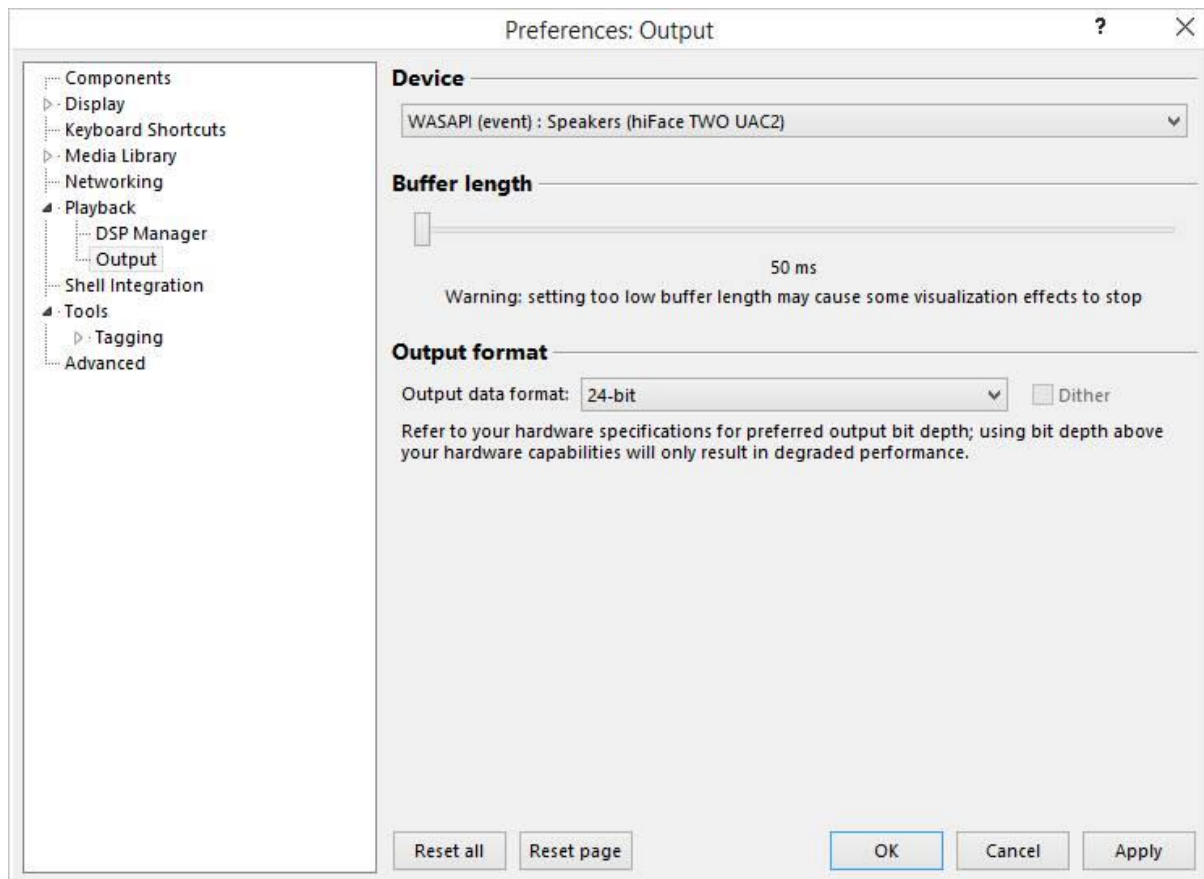 Preferences: Output
?
Components
Display
Keyboard Shortcuts
Media Library
Networking
Playback
DSP Manager
Output
Shell Integration
Tools
Tagging
Advanced
Device
WASAPI (event) : Speakers (hiFace TWO UAC2)
Buffer length
50 ms
Warning: setting too low buffer length may cause some visualization effects to stop
Output format
Output data format: 24-bit Dither
Refer to your hardware specifications for preferred output bit depth; using bit depth above
your hardware capabilities will only result in degraded performance.
Reset all Reset page OK Cancel Apply